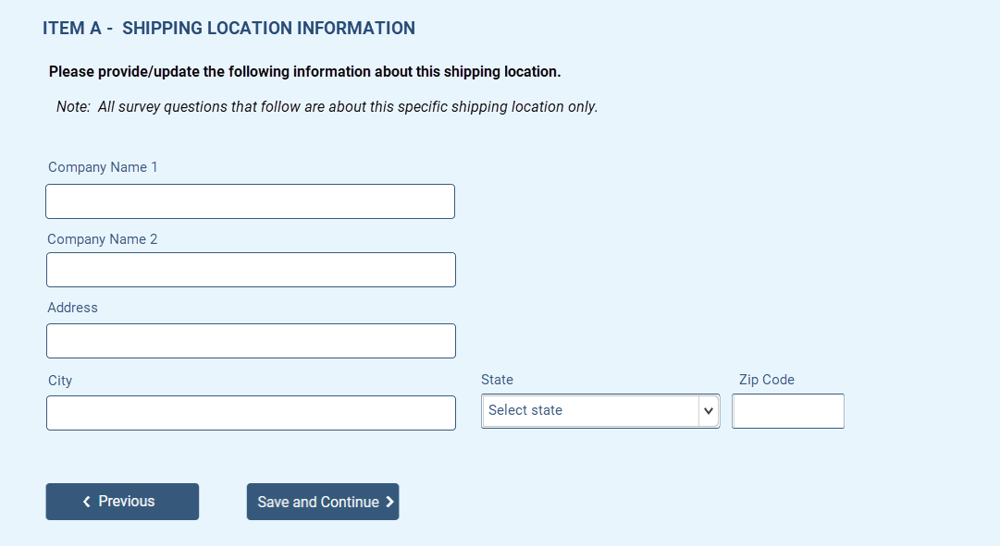 ITEM A - SHIPPING LOCATION INFORMATION
Please provide/update the following information about this shipping location.
Note: All survey questions that follow are about this specific shipping location only.
Company Name 1
Company Name 2
Address
City
State
Zip Code
Select state
Previous
Save and Continue